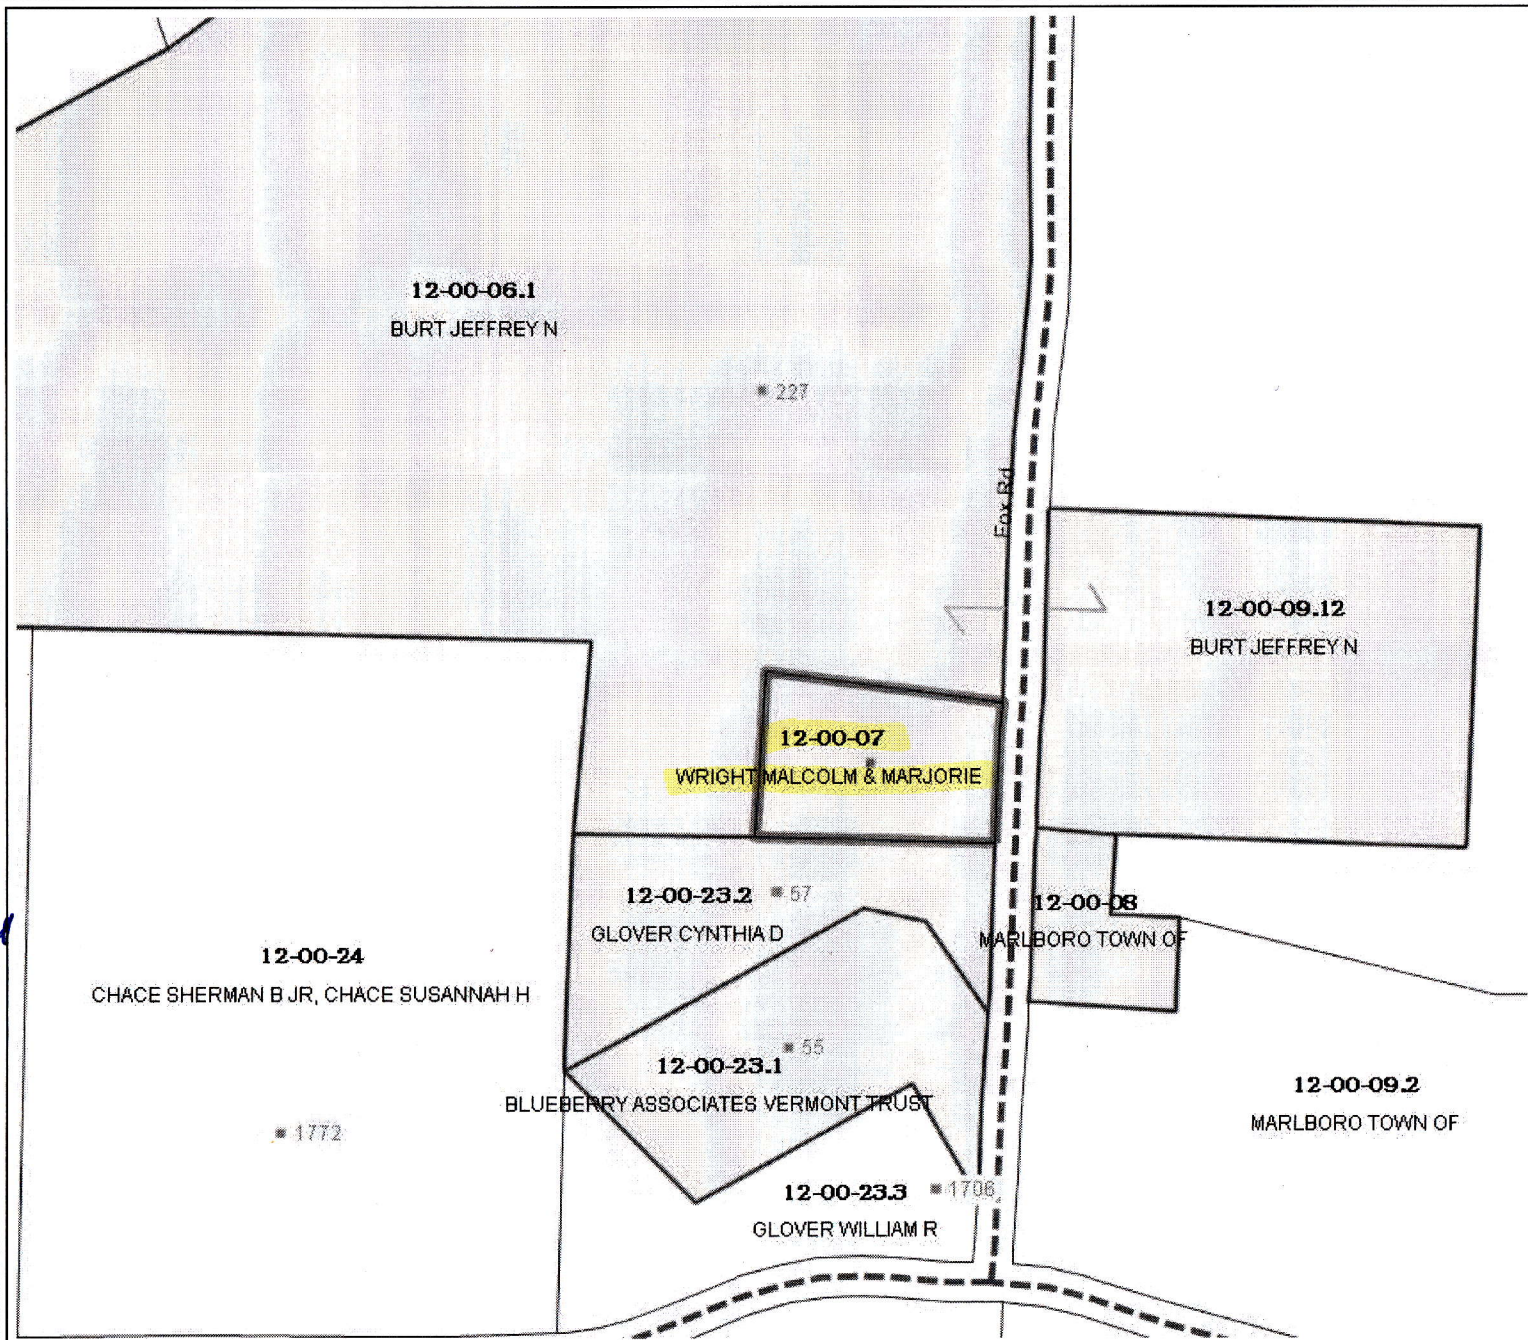 12-00-06.1
BURT JEFFREY N
227
Fox Rd
12-00-09.12
BURT JEFFREY N
12-00-07
WRIGHT MALCOLM & MARJORIE
12-00-23.2
57
GLOVER CYNTHIA D
12-00-08
MARLBORO TOWN OF
12-00-24
CHACE SHERMAN B JR, CHACE SUSANNAH H
55
12-00-23.1
BLUEBERRY ASSOCIATES VERMONT TRUST
12-00-09.2
MARLBORO TOWN OF
1772
12-00-23.3
1706
GLOVER WILLIAM R